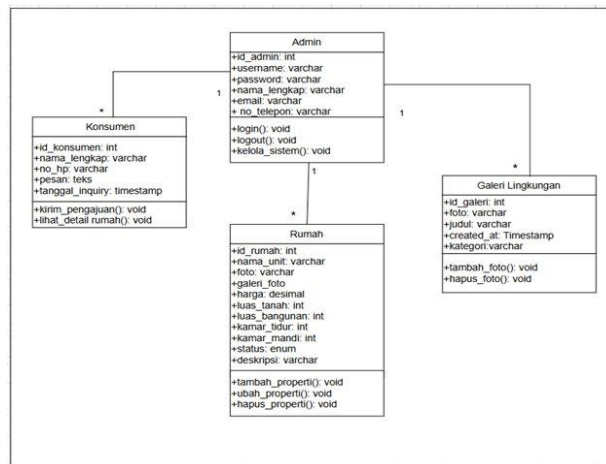 Admin
+id_admin: int
+username: varchar
+password: varchar
+nama_lengkap: varchar
+email: varchar
+ no_telepon: varchar
+login(): void
+logout(): void
+kelola_sistem(): void
1
*
1
*
1
*
Konsumen
+id_konsumen: int
+nama_lengkap: varchar
+no_hp: varchar
+pesan: teks
+tanggal_inquiry: timestamp
+kirim_pengajuan(): void
+lihat_detail rumah(): void
Rumah
+id_rumah: int
+nama_unit: varchar
+foto: varchar
+galeri_foto
+harga: desimal
+luas_tanah: int
+luas_bangunan: int
+kamar_tidur: int
+kamar_mandi: int
+status: enum
+deskripsi: varchar
+tambah_properti(): void
+ubah_properti(): void
+hapus_properti(): void
Galeri Lingkungan
+id_galeri: int
+foto: varchar
+judul: varchar
+created_at: Timestamp
+kategori:varchar
+tambah_foto(): void
+hapus_foto(): void